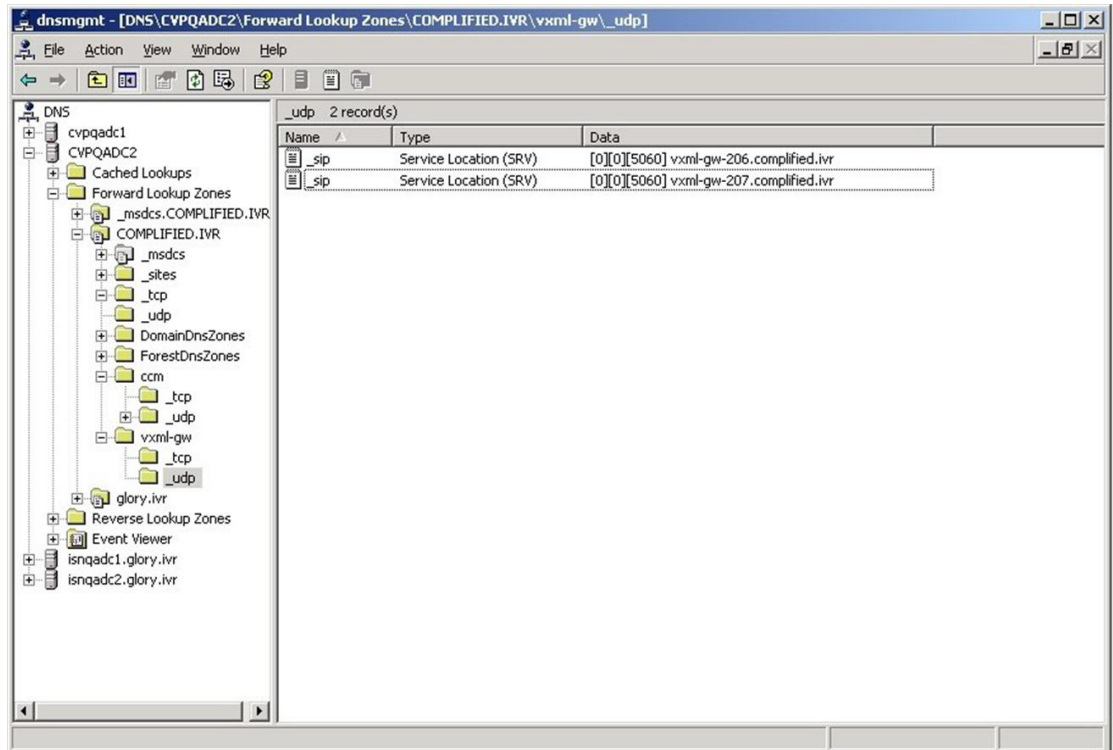 dnsmgmt - [DNS\CVPQADC2\Forward Lookup Zones\COMPLIFIED.IVR\vxml-gw\_udp]
File Action View Window Help
DNS
cvpqadc1
CVPQADC2
Cached Lookups
Forward Lookup Zones
_msdcs.COMPLIFIED.IVR
COMPLIFIED.IVR
_msdcs
_sites
_tcp
_udp
DomainDnsZones
ForestDnsZones
ccm
_tcp
_udp
vxml-gw
_tcp
_udp
glory.ivr
Reverse Lookup Zones
Event Viewer
isnqadc1.glory.ivr
isnqadc2.glory.ivr
_udp 2 record(s)
Name Type Data
_sip Service Location (SRV) [0][0][5060] vxml-gw-206.complified.ivr
_sip Service Location (SRV) [0][0][5060] vxml-gw-207.complified.ivr